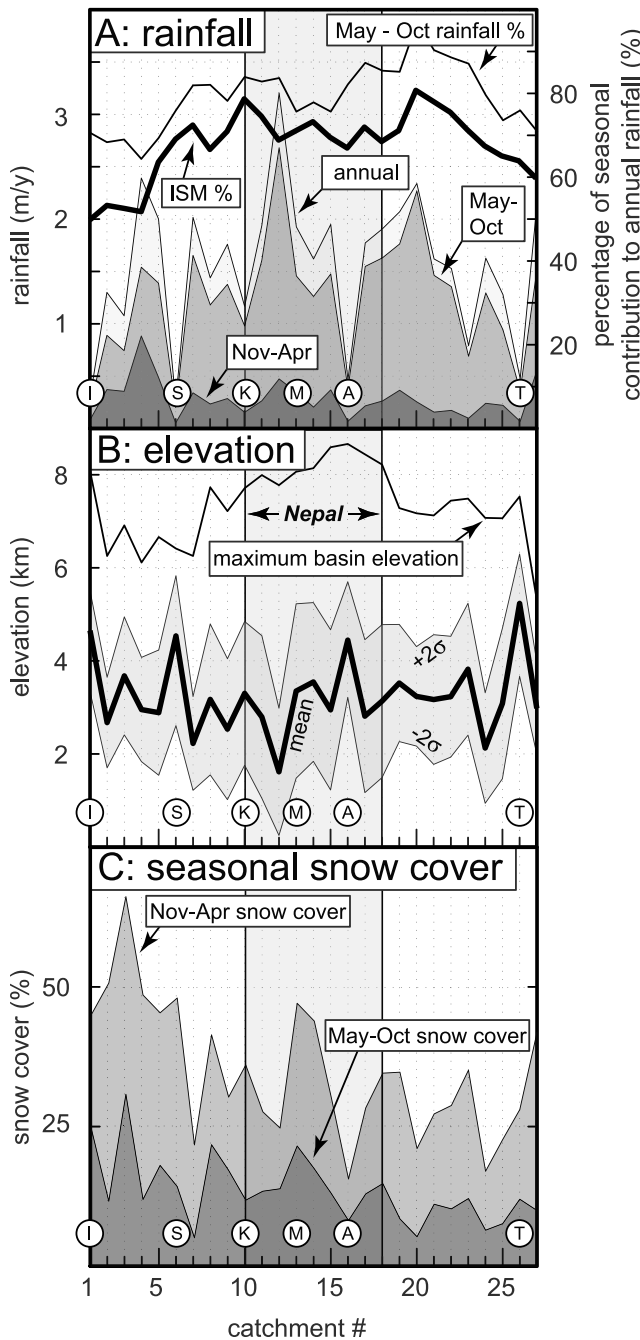 A: rainfall
May - Oct rainfall %
ISM %
annual
May-
Oct
Nov-Apr
3
2
1
rainfall (m/y)
80
60
40
20
percentage of seasonal
contribution to annual rainfall (%)
I
S
K
M
A
T
B: elevation
Nepal
maximum basin elevation
+2σ
mean
-2σ
8
6
4
2
elevation (km)
I
S
K
M
A
T
C: seasonal snow cover
Nov-Apr snow cover
May-Oct snow cover
50
25
snow cover (%)
I
S
K
M
A
T
1
5
10
15
20
25
catchment #